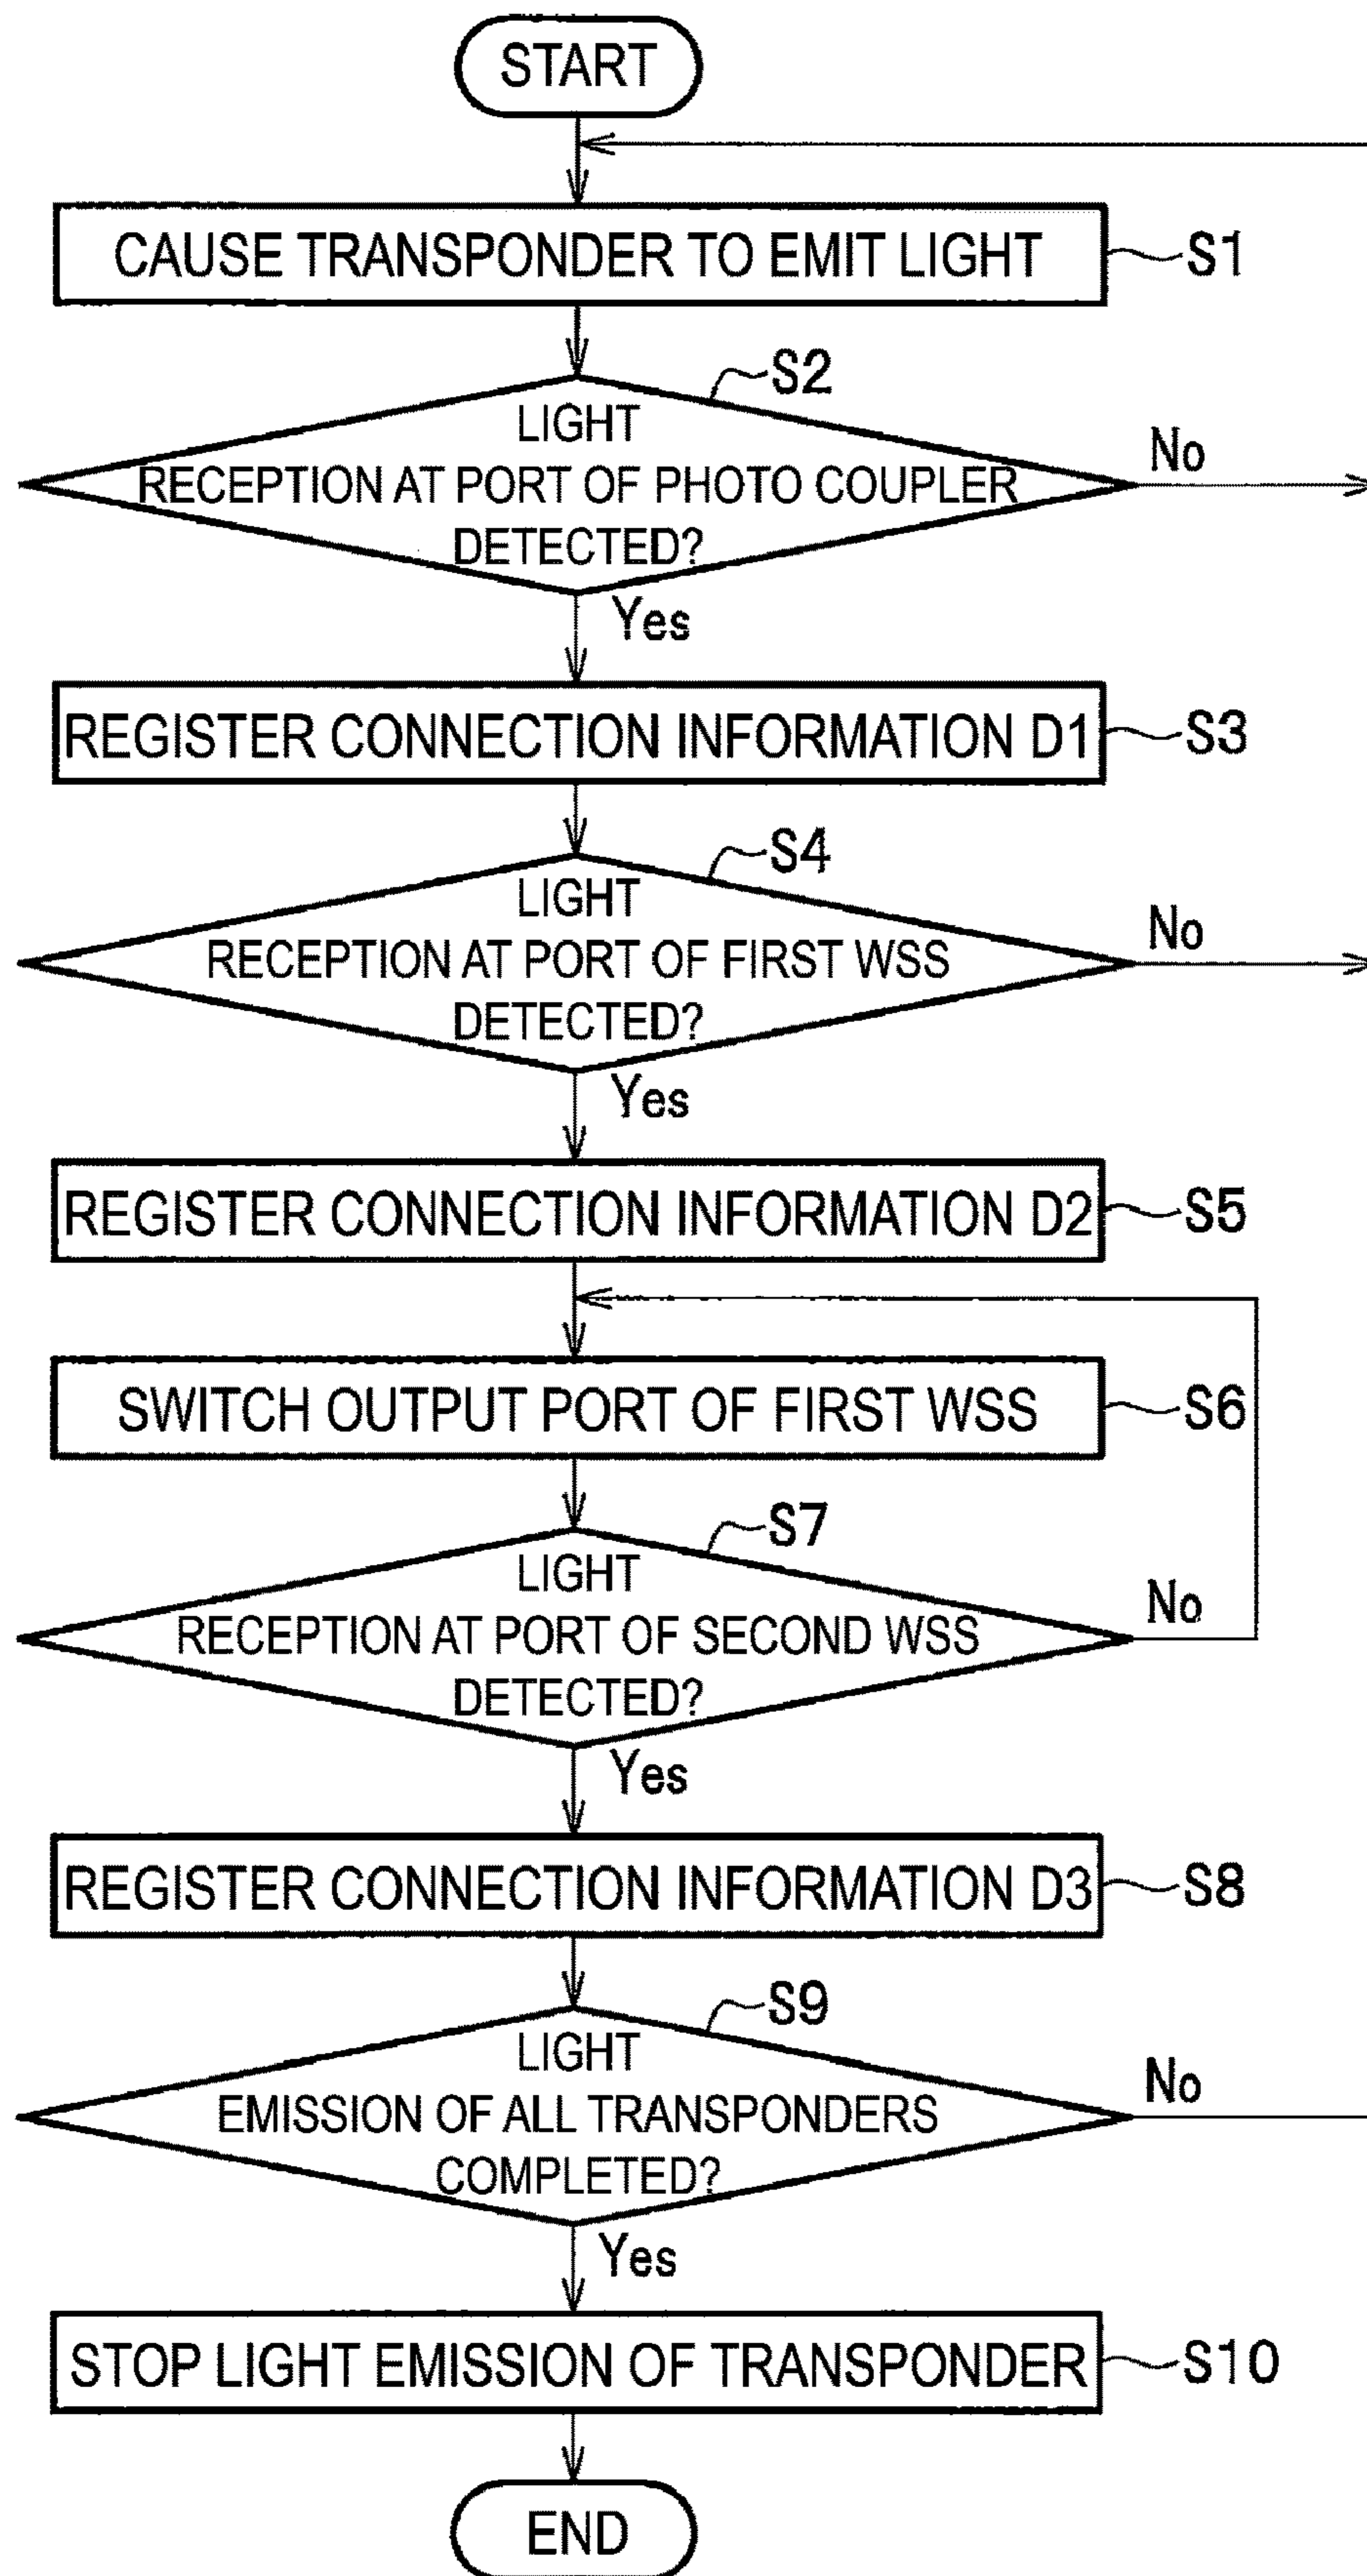 START
CAUSE TRANSPONDER TO EMIT LIGHT
S1
S2
LIGHT
RECEPTION AT PORT OF PHOTO COUPLER
DETECTED?
No
Yes
REGISTER CONNECTION INFORMATION D1
S3
S4
LIGHT
RECEPTION AT PORT OF FIRST WSS
DETECTED?
No
Yes
REGISTER CONNECTION INFORMATION D2
S5
SWITCH OUTPUT PORT OF FIRST WSS
S6
S7
LIGHT
RECEPTION AT PORT OF SECOND WSS
DETECTED?
No
Yes
REGISTER CONNECTION INFORMATION D3
S8
S9
LIGHT
EMISSION OF ALL TRANSPONDERS
COMPLETED?
No
Yes
STOP LIGHT EMISSION OF TRANSPONDER
S10
END